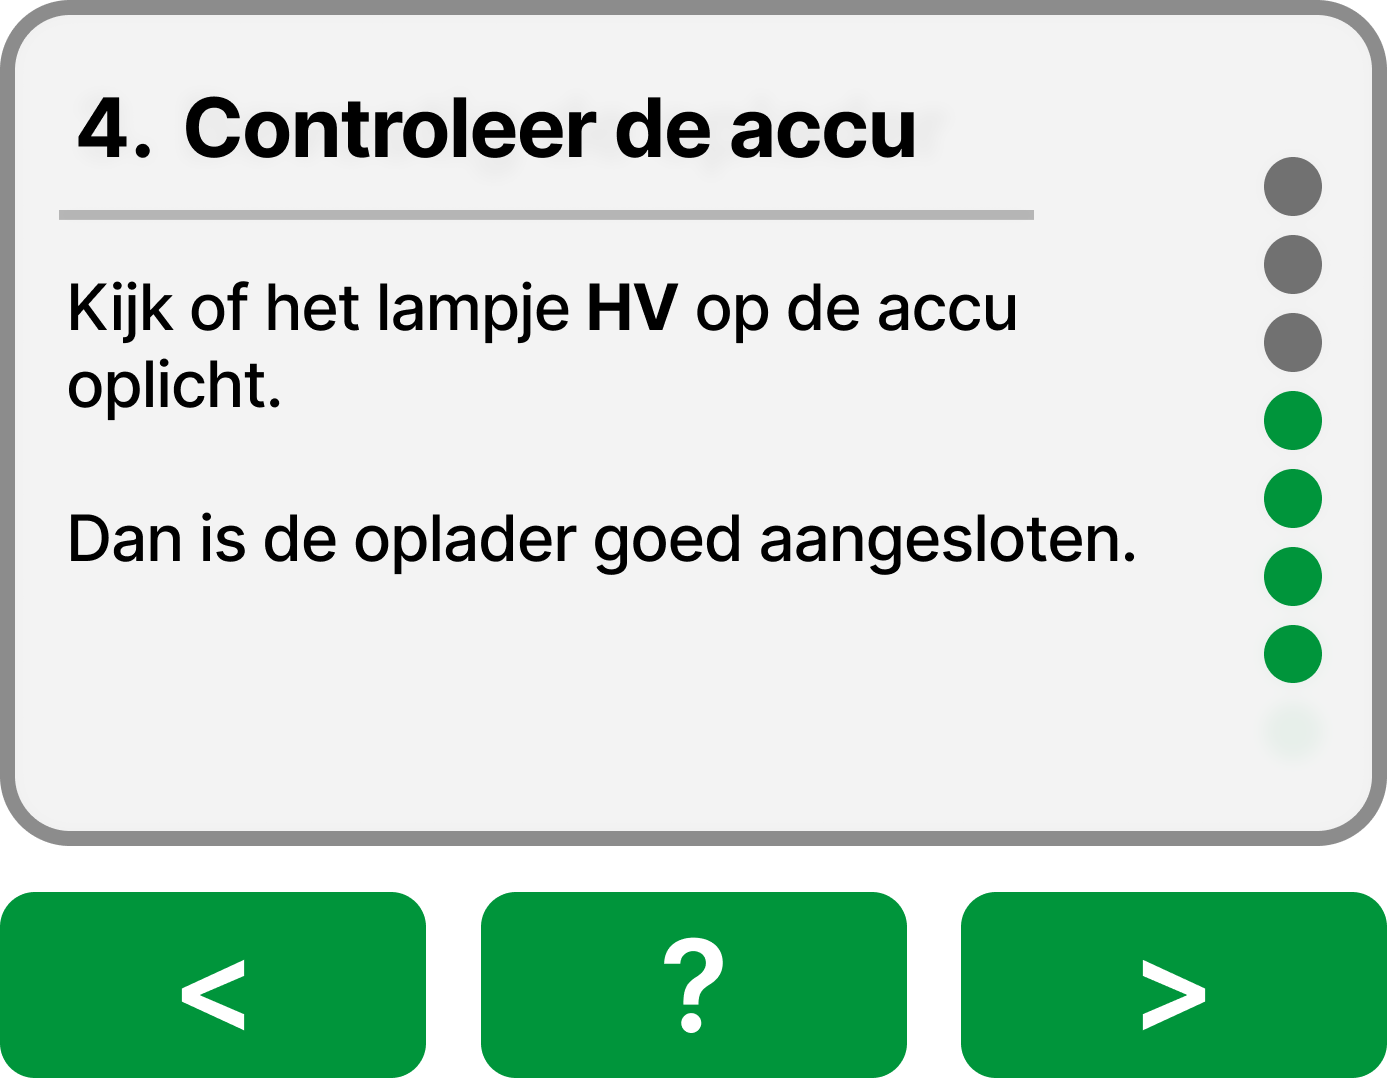 4. Controleer de accu
Kijk of het lampje HV op de accu
oplicht.
Dan is de oplader goed aangesloten.
< ? >